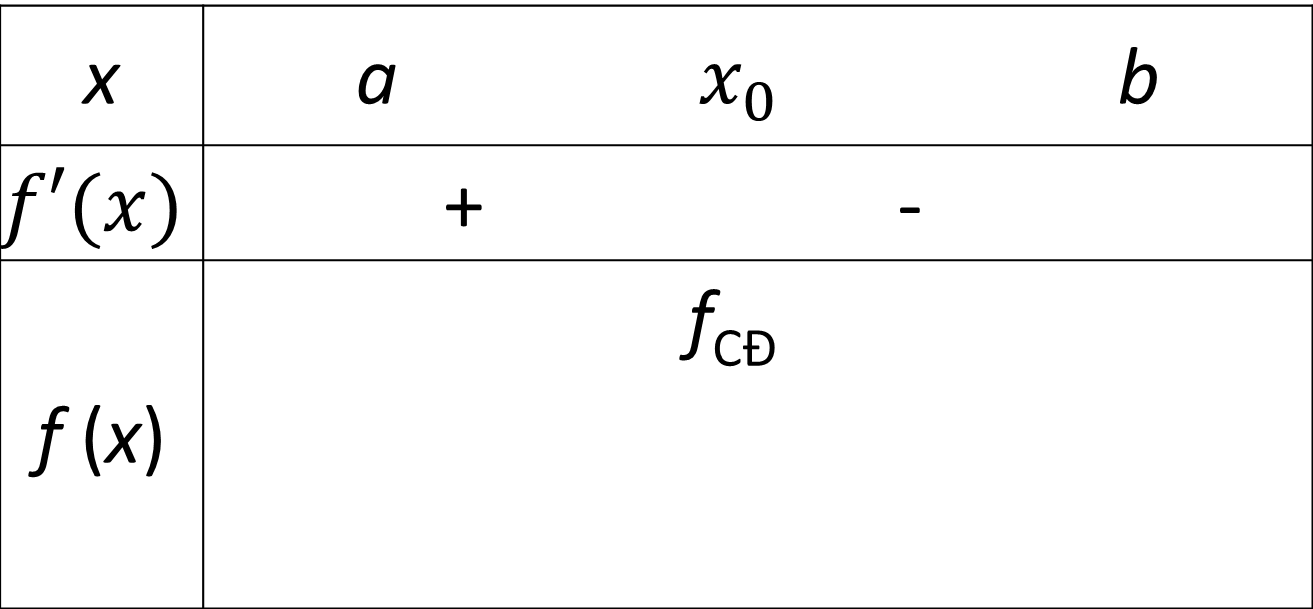 x a x₀ b
f′(x) + -
f_CĐ
f (x)